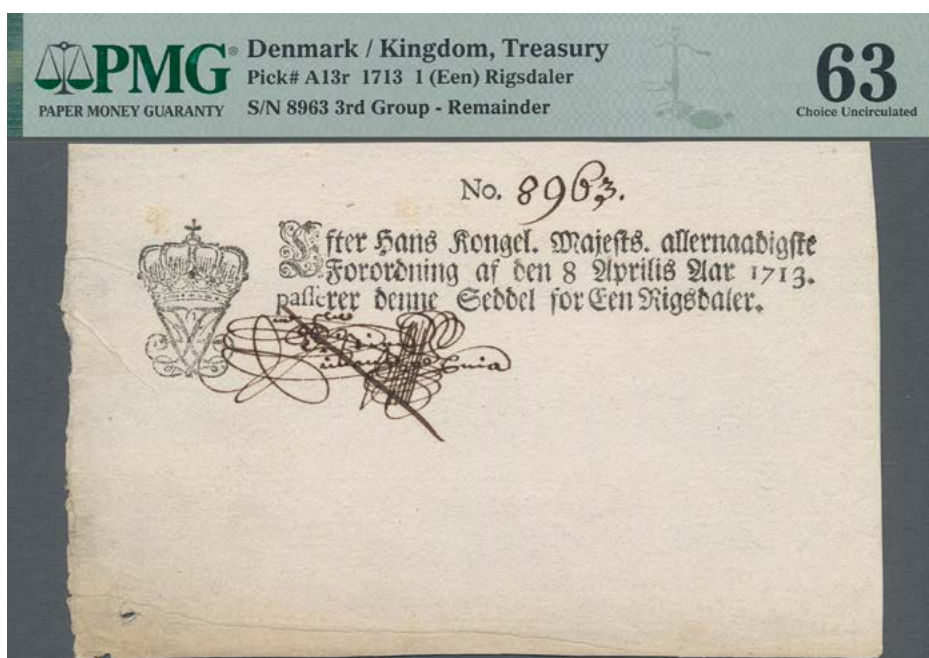 PMG®
PAPER MONEY GUARANTY
Denmark / Kingdom, Treasury
Pick# A13r 1713 1 (Een) Rigsdaler
S/N 8963 3rd Group - Remainder
63
Choice Uncirculated
No. 8963.
Efter Hans Kongel. Majests. allernaadigste
Forordning af den 8 Aprilis Aar 1713.
passerer denne Seddel for Een Rigsdaler.